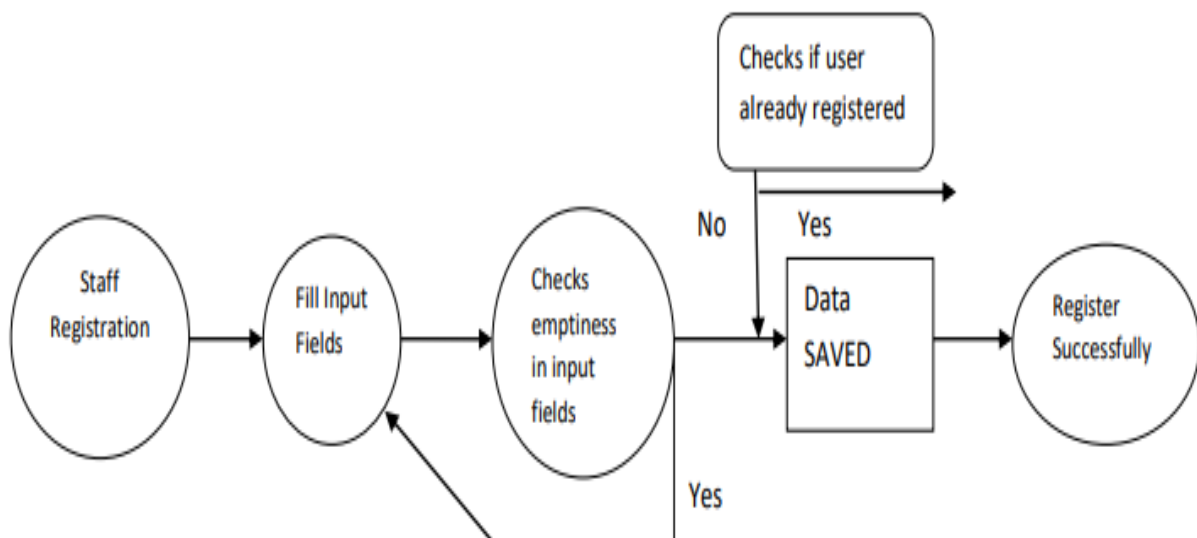 Checks if user
already registered
No
Yes
Staff
Registration
Fill Input
Fields
Checks
emptiness
in input
fields
Data
SAVED
Register
Successfully
Yes